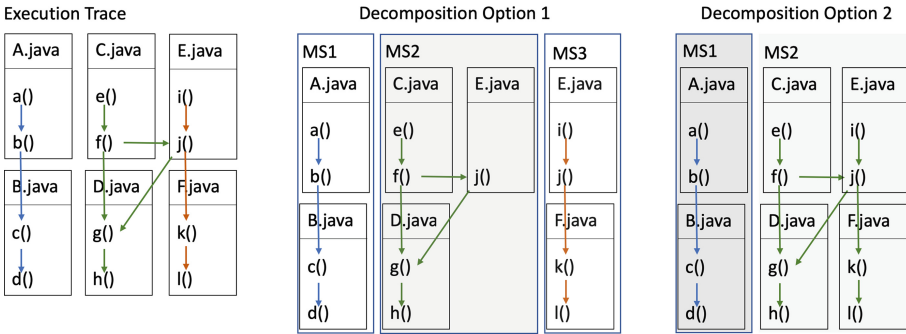 Execution Trace
A.java
C.java
E.java
a()
e()
i()
b()
f()
j()
B.java
D.java
F.java
c()
g()
k()
d()
h()
l()
Decomposition Option 1
MS1
MS2
MS3
A.java
C.java
E.java
E.java
a()
e()
i()
b()
f()
j()
j()
B.java
D.java
F.java
c()
g()
k()
d()
h()
l()
Decomposition Option 2
MS1
MS2
A.java
C.java
E.java
a()
e()
i()
b()
f()
j()
B.java
D.java
F.java
c()
g()
k()
d()
h()
l()